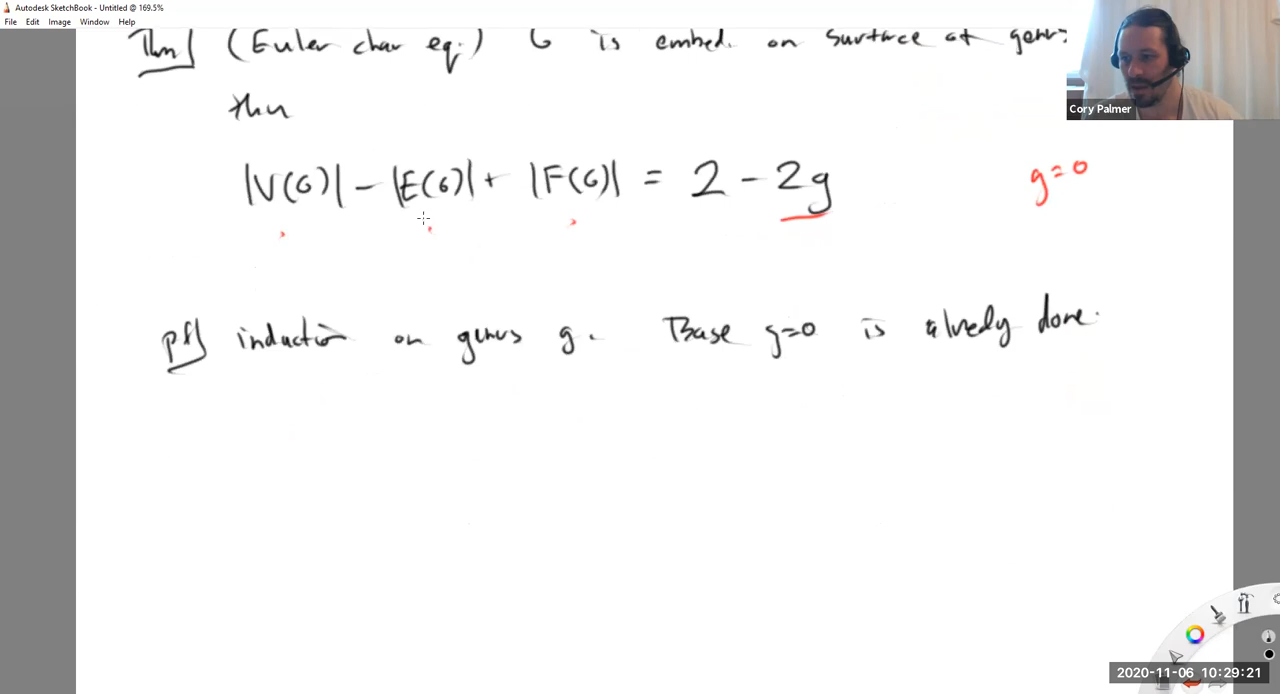 Autodesk SketchBook - Untitled @ 169.5%
File Edit Image Window Help
Thm (Euler char eq.) G is embed. on surface of genus
then
|V(G)| - |E(G)| + |F(G)| = 2 - 2g
g=0
Cory Palmer
pf) induction on genus g. Base g=0 is alredy done.
2020-11-06 10:29:21